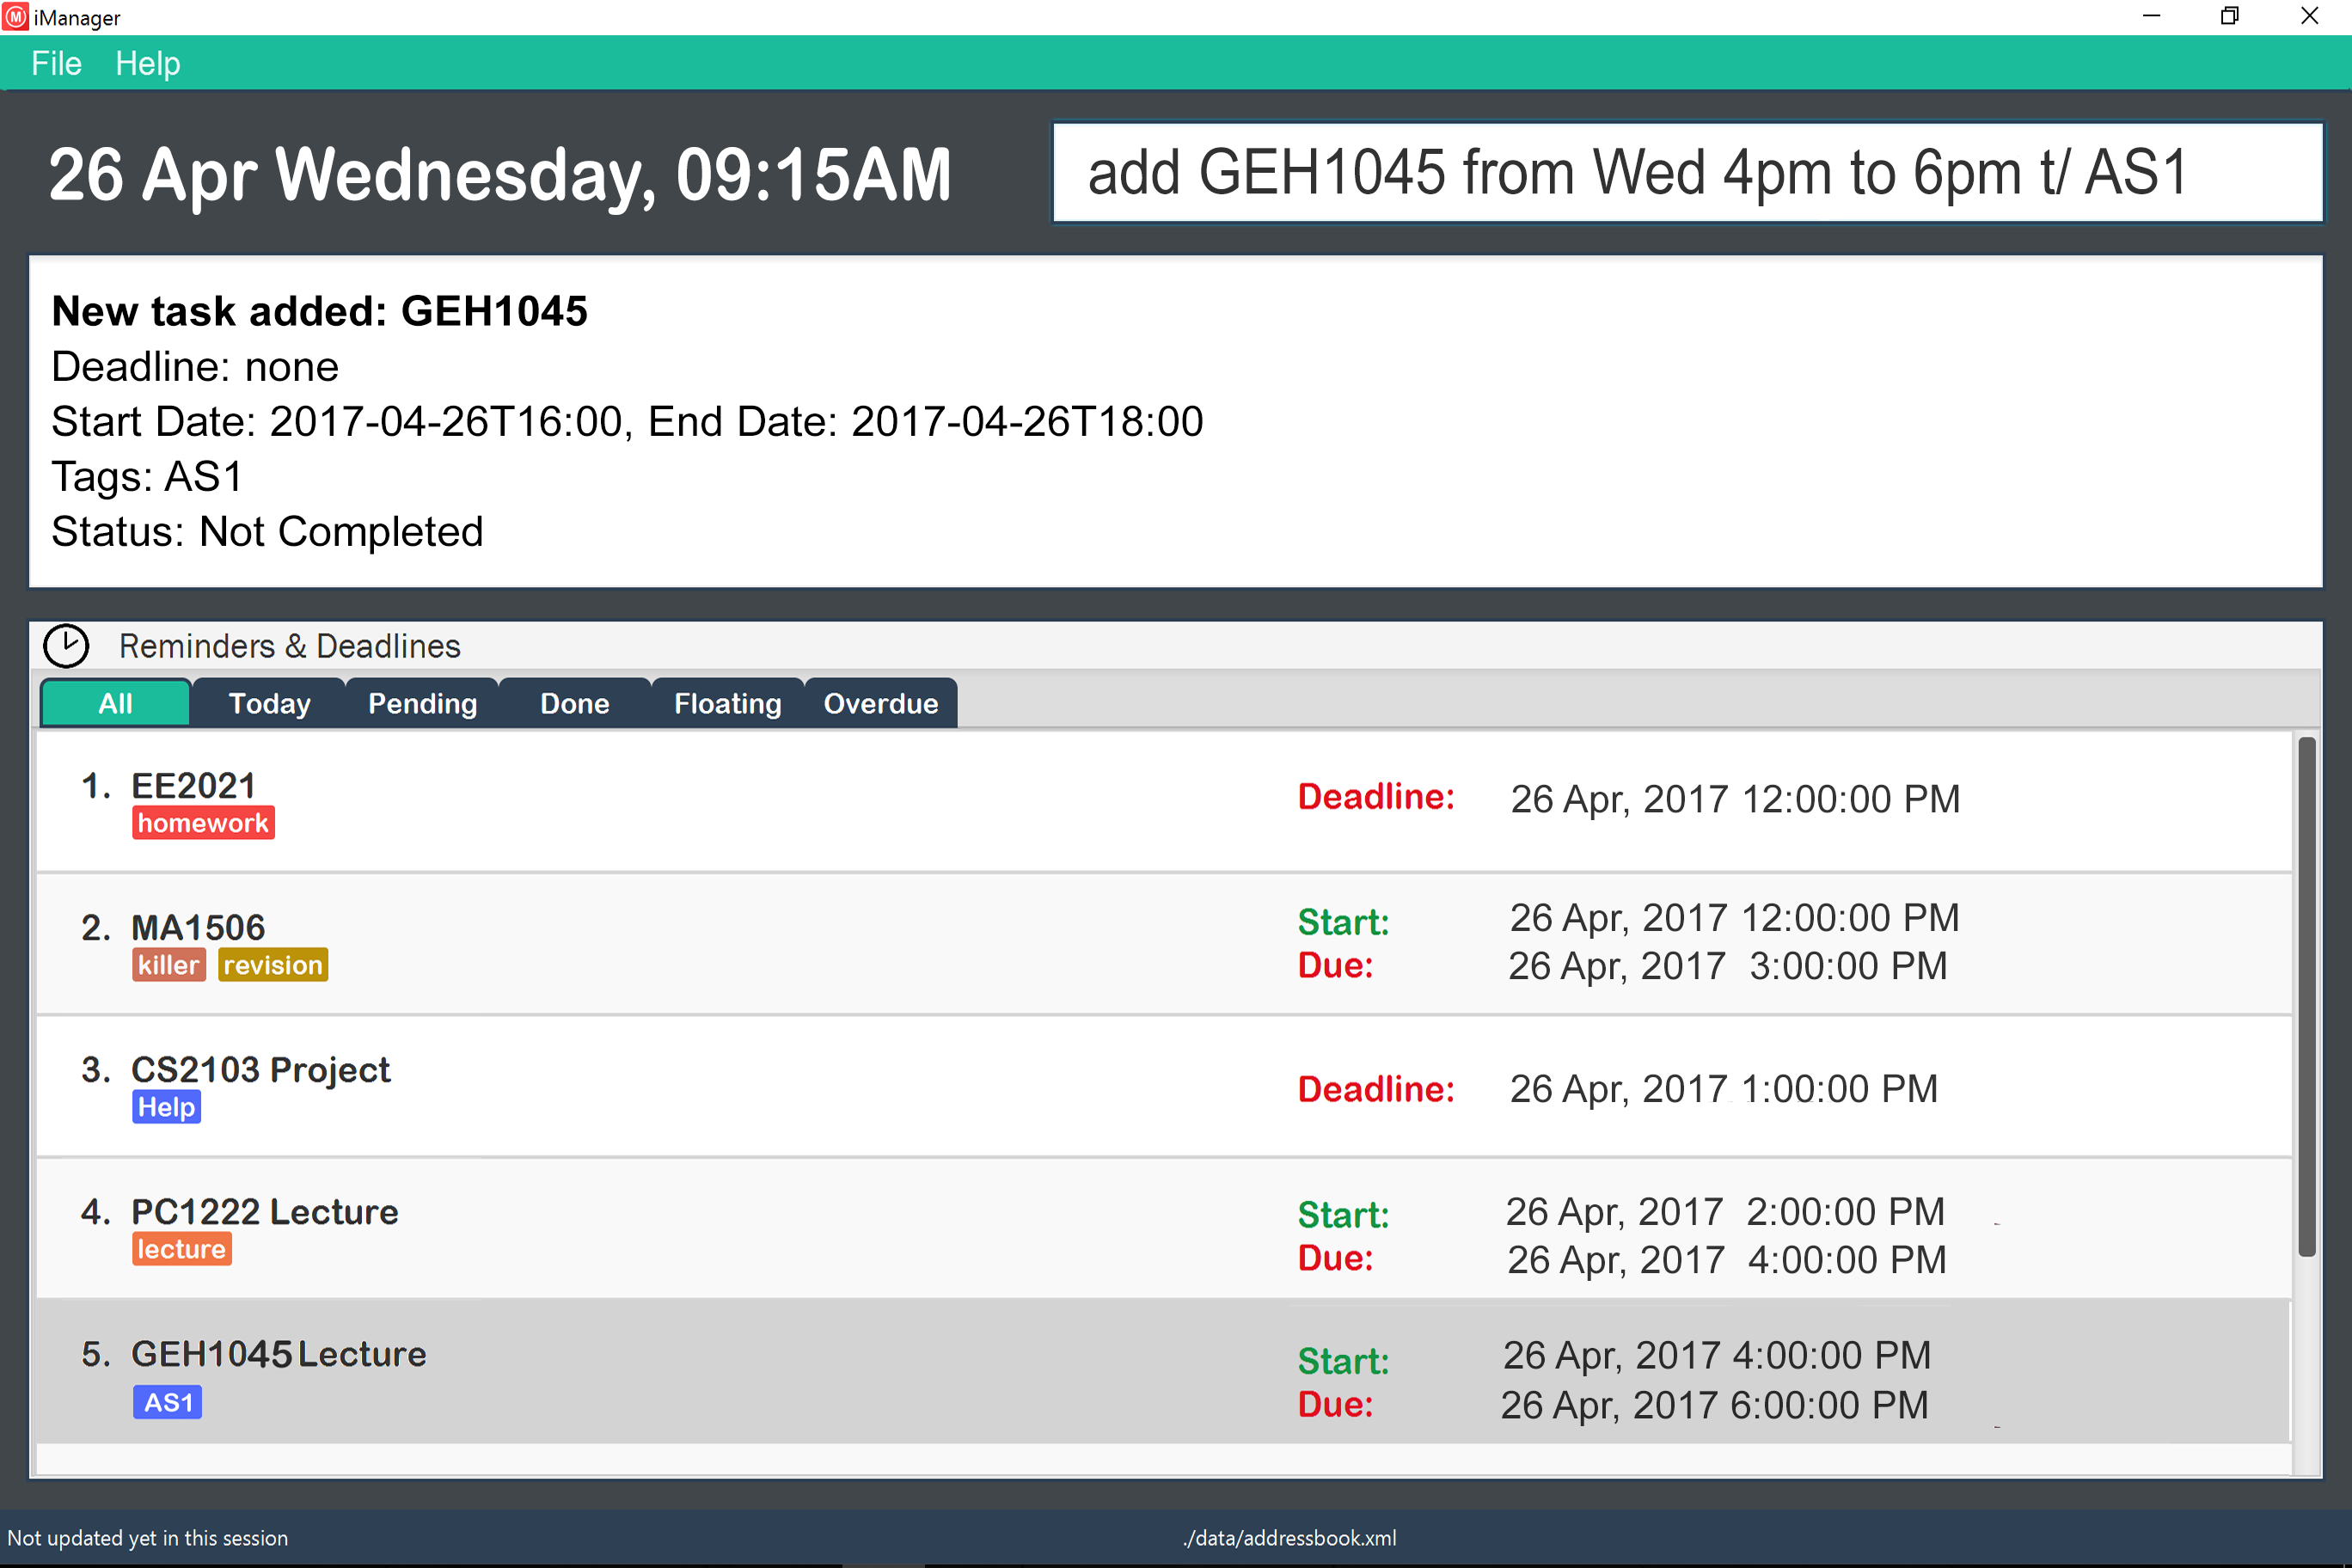 iManager
File Help
26 Apr Wednesday, 09:15AM
add GEH1045 from Wed 4pm to 6pm t/ AS1
New task added: GEH1045
Deadline: none
Start Date: 2017-04-26T16:00, End Date: 2017-04-26T18:00
Tags: AS1
Status: Not Completed
Reminders & Deadlines
All Today Pending Done Floating Overdue
1. EE2021
homework
Deadline: 26 Apr, 2017 12:00:00 PM
2. MA1506
killer revision
Start: 26 Apr, 2017 12:00:00 PM
Due: 26 Apr, 2017 3:00:00 PM
3. CS2103 Project
Help
Deadline: 26 Apr, 2017 1:00:00 PM
4. PC1222 Lecture
lecture
Start: 26 Apr, 2017 2:00:00 PM
Due: 26 Apr, 2017 4:00:00 PM
5. GEH1045 Lecture
AS1
Start: 26 Apr, 2017 4:00:00 PM
Due: 26 Apr, 2017 6:00:00 PM
Not updated yet in this session
./data/addressbook.xml